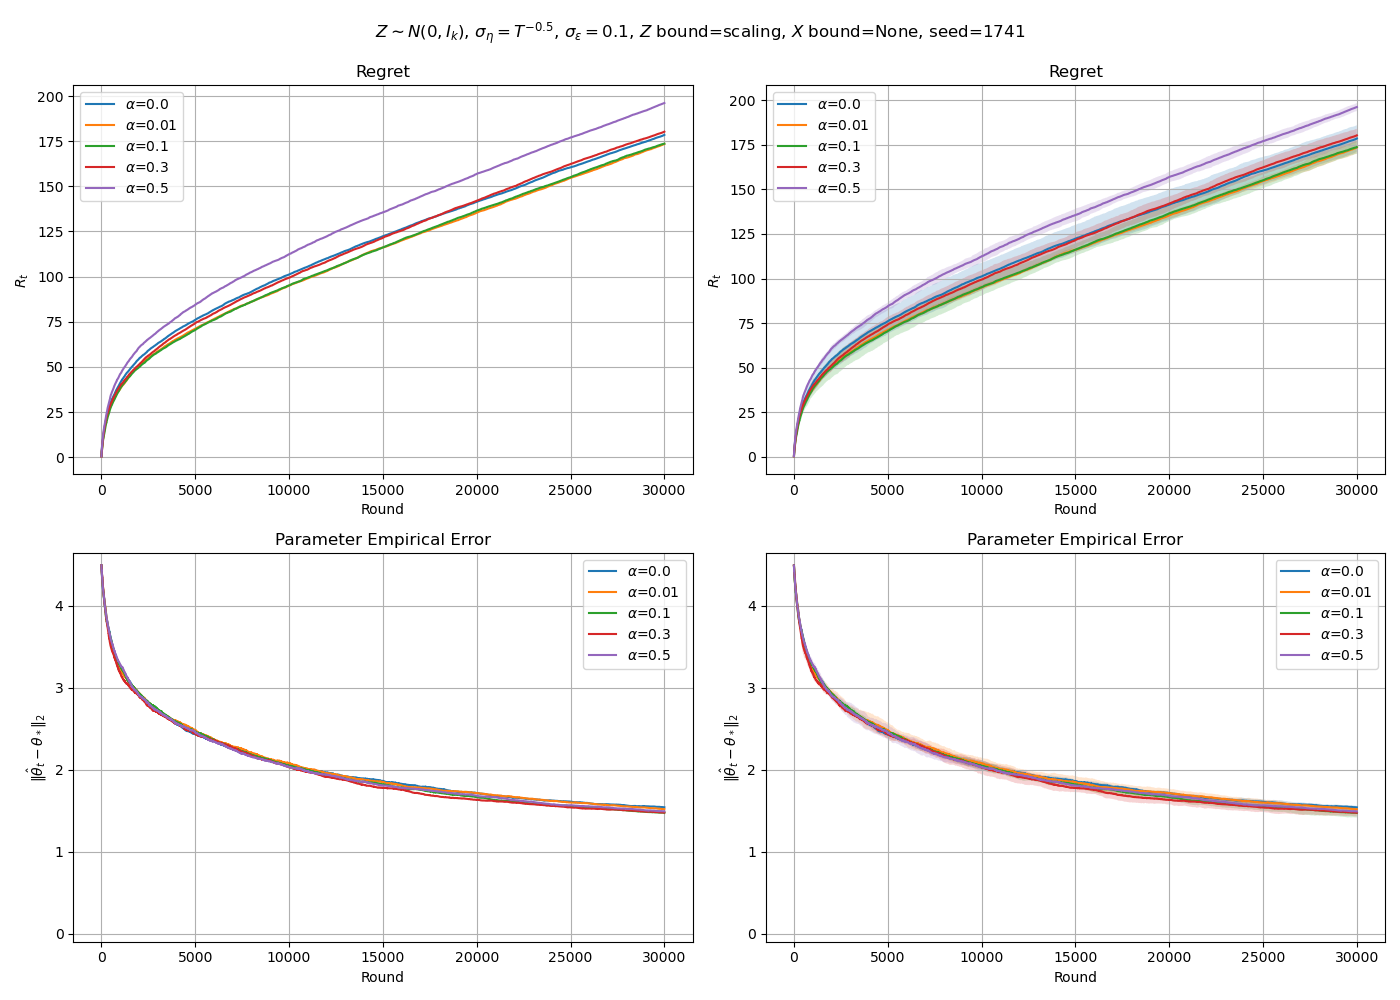 Z ∼ N(0, I_k), σ_η = T^{−0.5}, σ_ε = 0.1, Z bound=scaling, X bound=None, seed=1741
Regret
R_t
200
175
150
125
100
75
50
25
0
α=0.0
α=0.01
α=0.1
α=0.3
α=0.5
0 5000 10000 15000 20000 25000 30000
Round
Regret
R_t
200
175
150
125
100
75
50
25
0
α=0.0
α=0.01
α=0.1
α=0.3
α=0.5
0 5000 10000 15000 20000 25000 30000
Round
Parameter Empirical Error
‖θ̂_t − θ_*‖_2
4
3
2
1
0
α=0.0
α=0.01
α=0.1
α=0.3
α=0.5
0 5000 10000 15000 20000 25000 30000
Round
Parameter Empirical Error
‖θ̂_t − θ_*‖_2
4
3
2
1
0
α=0.0
α=0.01
α=0.1
α=0.3
α=0.5
0 5000 10000 15000 20000 25000 30000
Round